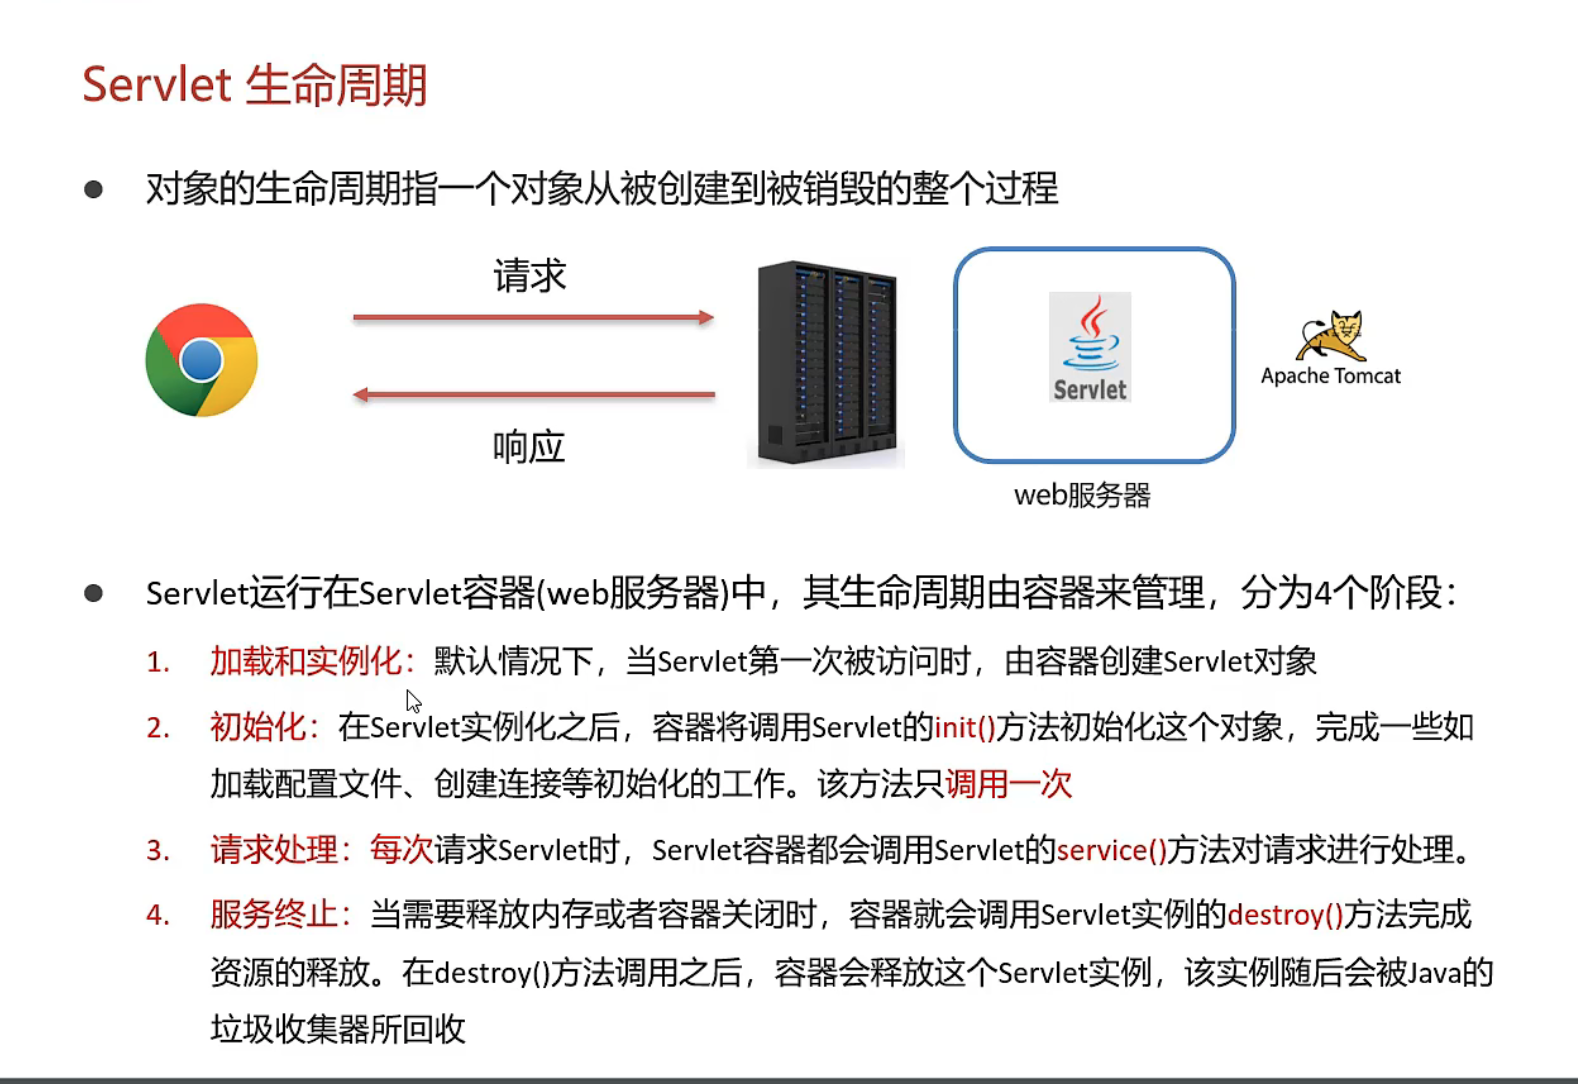 Servlet 生命周期
● 对象的生命周期指一个对象从被创建到被销毁的整个过程
请求
响应
Servlet
Apache Tomcat
web服务器
● Servlet运行在Servlet容器(web服务器)中，其生命周期由容器来管理，分为4个阶段：
1. 加载和实例化：默认情况下，当Servlet第一次被访问时，由容器创建Servlet对象
2. 初始化：在Servlet实例化之后，容器将调用Servlet的init()方法初始化这个对象，完成一些如
加载配置文件、创建连接等初始化的工作。该方法只调用一次
3. 请求处理：每次请求Servlet时，Servlet容器都会调用Servlet的service()方法对请求进行处理。
4. 服务终止：当需要释放内存或者容器关闭时，容器就会调用Servlet实例的destroy()方法完成
资源的释放。在destroy()方法调用之后，容器会释放这个Servlet实例，该实例随后会被Java的
垃圾收集器所回收